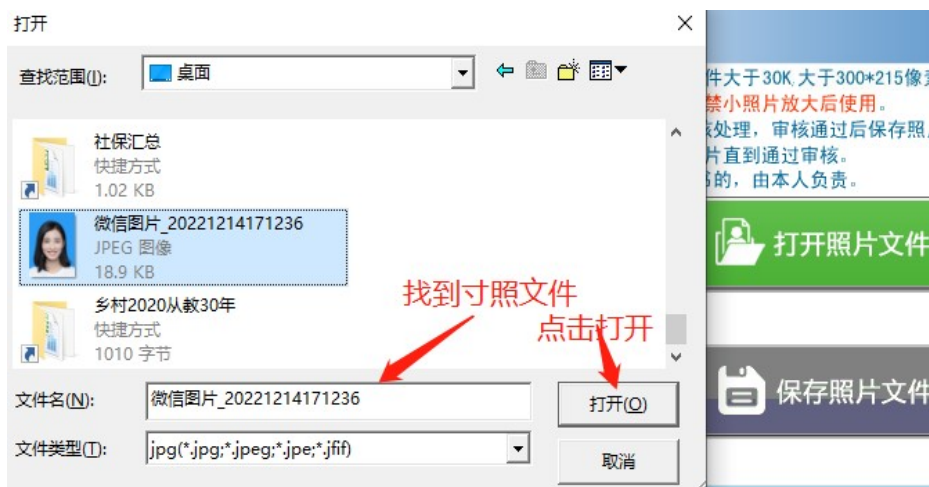 打开
查找范围(I):
桌面
社保汇总
快捷方式
1.02 KB
微信图片_20221214171236
JPEG 图像
18.9 KB
乡村2020从教30年
快捷方式
1010 字节
找到寸照文件
点击打开
文件名(N):
微信图片_20221214171236
打开(O)
文件类型(T):
jpg(*.jpg;*.jpeg;*.jpe;*.jfif)
取消
件大于30K,大于300*215像
禁小照片放大后使用。
处理，审核通过后保存照
片直到通过审核。
的，由本人负责。
打开照片文件
保存照片文件